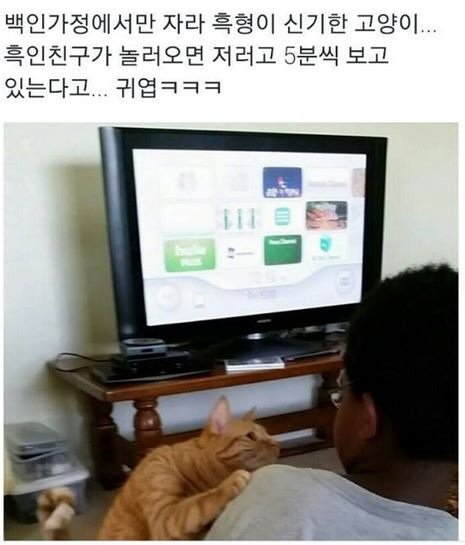 백인가정에서만 자라 흑형이 신기한 고양이...
흑인친구가 놀러오면 저러고 5분씩 보고
있는다고... 귀엽ㅋㅋㅋ
hulu
PLUS